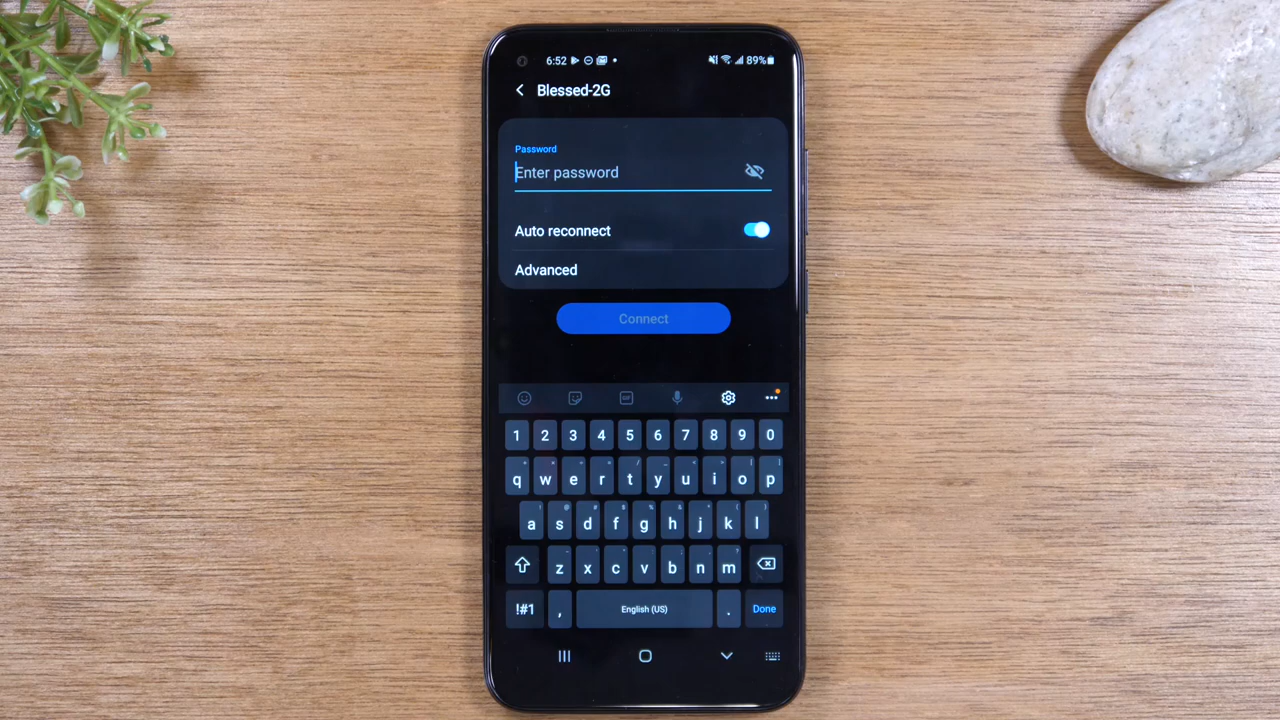 6:52 89%
Blessed-2G
Password
Enter password
Auto reconnect
Advanced
Connect
GIF
1 2 3 4 5 6 7 8 9 0
q w e r t y u i o p
a s d f g h j k l
z x c v b n m
!#1 , English (US) . Done